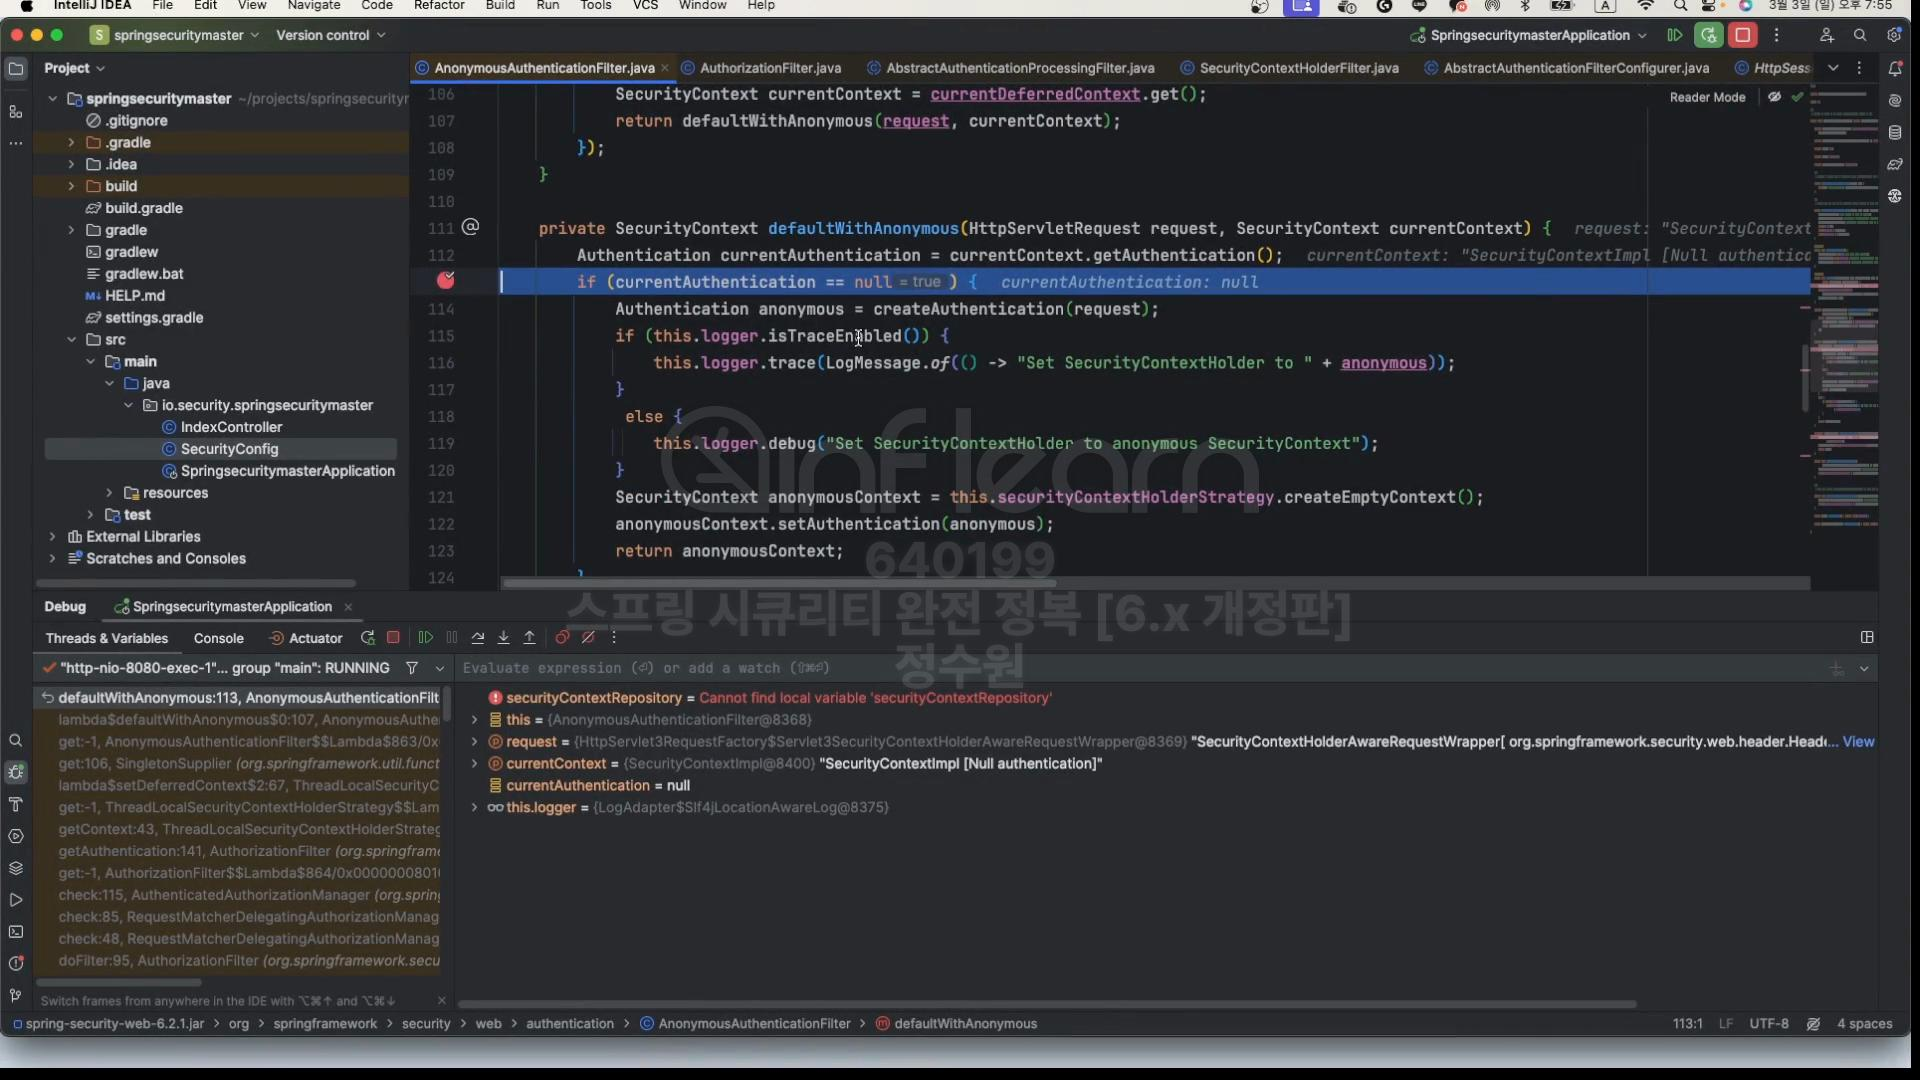 IntelliJ IDEA File Edit View Navigate Code Refactor Build Run Tools VCS Window Help A 3월 3일 (일) 오후 7:55
S springsecuritymaster Version control SpringsecuritymasterApplication
Project
AnonymousAuthenticationFilter.java AuthorizationFilter.java AbstractAuthenticationProcessingFilter.java SecurityContextHolderFilter.java AbstractAuthenticationFilterConfigurer.java HttpSess
Reader Mode
springsecuritymaster ~/projects/springsecurityr
.gitignore
.gradle
.idea
build
build.gradle
gradle
gradlew
gradlew.bat
M↓ HELP.md
settings.gradle
src
main
java
io.security.springsecuritymaster
IndexController
SecurityConfig
SpringsecuritymasterApplication
resources
test
External Libraries
Scratches and Consoles
106 SecurityContext currentContext = currentDeferredContext.get();
107 return defaultWithAnonymous(request, currentContext);
108 });
109 }
110
111 @ private SecurityContext defaultWithAnonymous(HttpServletRequest request, SecurityContext currentContext) { request: "SecurityContext
112 Authentication currentAuthentication = currentContext.getAuthentication(); currentContext: "SecurityContextImpl [Null authentica
if (currentAuthentication == null = true ) { currentAuthentication: null
114 Authentication anonymous = createAuthentication(request);
115 if (this.logger.isTraceEnabled()) {
116 this.logger.trace(LogMessage.of(() -> "Set SecurityContextHolder to " + anonymous));
117 }
118 else {
119 this.logger.debug("Set SecurityContextHolder to anonymous SecurityContext");
120 }
121 SecurityContext anonymousContext = this.securityContextHolderStrategy.createEmptyContext();
122 anonymousContext.setAuthentication(anonymous);
123 return anonymousContext;
124 }
inflearn
640199
스프링 시큐리티 완전 정복 [6.x 개정판]
정수원
Debug SpringsecuritymasterApplication
Threads & Variables Console Actuator
"http-nio-8080-exec-1"... group "main": RUNNING
Evaluate expression (⏎) or add a watch (⇧⌘⏎)
defaultWithAnonymous:113, AnonymousAuthenticationFilt
lambda$defaultWithAnonymous$0:107, AnonymousAuthe
get:-1, AnonymousAuthenticationFilter$$Lambda$863/0x
get:106, SingletonSupplier (org.springframework.util.funct
lambda$setDeferredContext$2:67, ThreadLocalSecurityC
get:-1, ThreadLocalSecurityContextHolderStrategy$$Lam
getContext:43, ThreadLocalSecurityContextHolderStrateg
getAuthentication:141, AuthorizationFilter (org.springfram
get:-1, AuthorizationFilter$$Lambda$864/0x0000000801
check:115, AuthenticatedAuthorizationManager (org.sprin
check:85, RequestMatcherDelegatingAuthorizationManag
check:48, RequestMatcherDelegatingAuthorizationManag
doFilter:95, AuthorizationFilter (org.springframework.secu
securityContextRepository = Cannot find local variable 'securityContextRepository'
this = {AnonymousAuthenticationFilter@8368}
request = {HttpServlet3RequestFactory$Servlet3SecurityContextHolderAwareRequestWrapper@8369} "SecurityContextHolderAwareRequestWrapper[ org.springframework.security.web.header.Heade... View
currentContext = {SecurityContextImpl@8400} "SecurityContextImpl [Null authentication]"
currentAuthentication = null
this.logger = {LogAdapter$Slf4jLocationAwareLog@8375}
Switch frames from anywhere in the IDE with ⌥⌘↑ and ⌥⌘↓
spring-security-web-6.2.1.jar > org > springframework > security > web > authentication > AnonymousAuthenticationFilter > defaultWithAnonymous 113:1 LF UTF-8 4 spaces